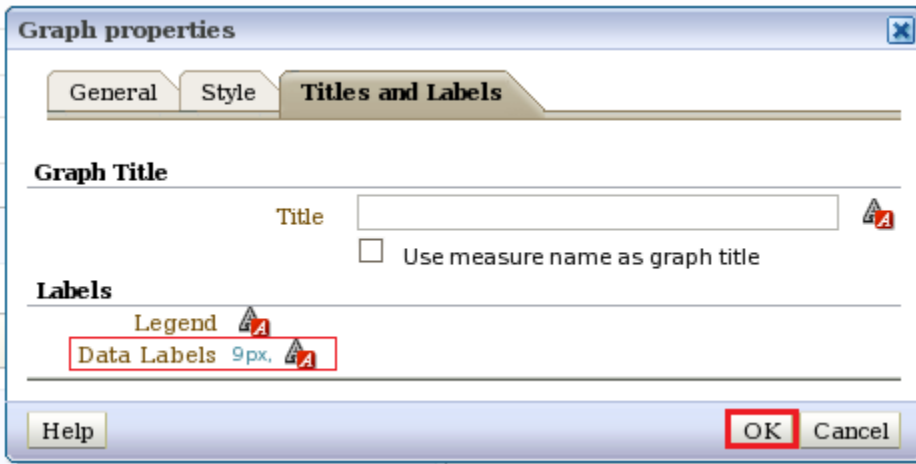 Graph properties
General Style Titles and Labels
Graph Title
Title
Use measure name as graph title
Labels
Legend
Data Labels 9px,
Help OK Cancel